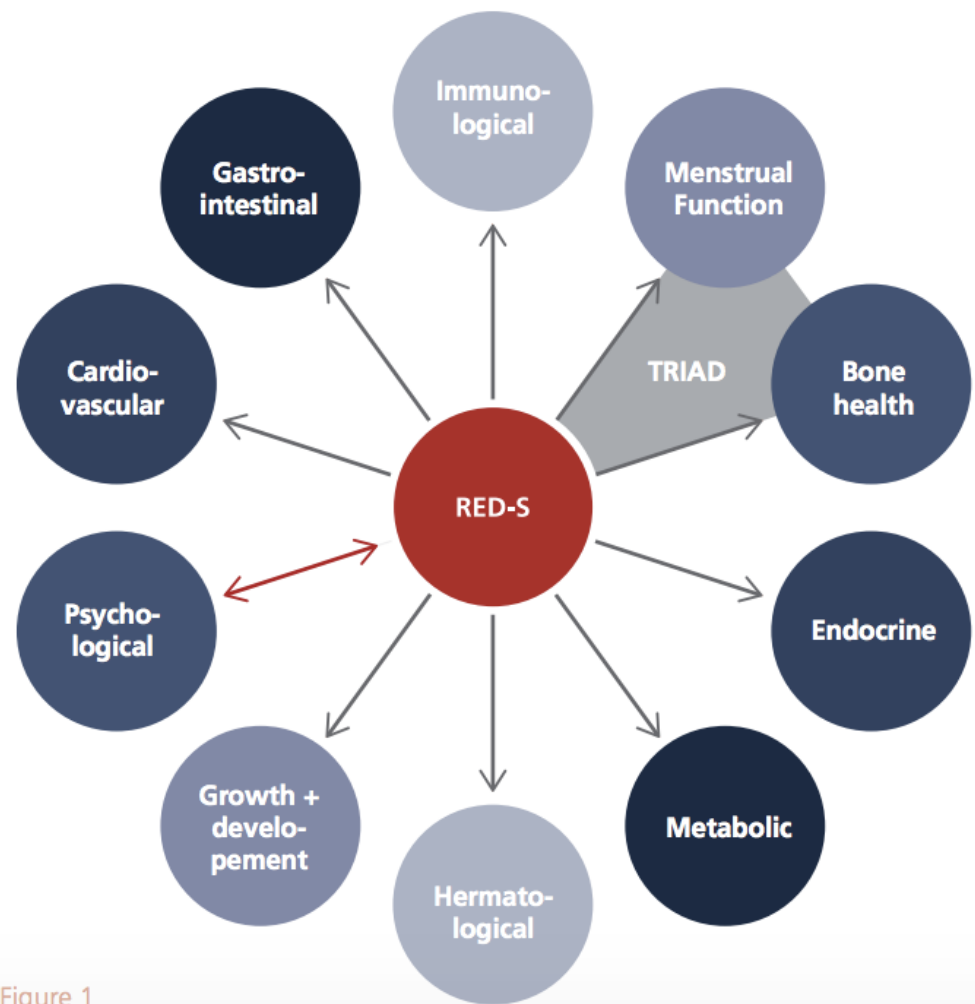 Immuno-
logical
Gastro-
intestinal
Menstrual
Function
Cardio-
vascular
TRIAD
Bone
health
RED-S
Psycho-
logical
Endocrine
Growth +
develo-
pement
Metabolic
Hermato-
logical
Figure 1